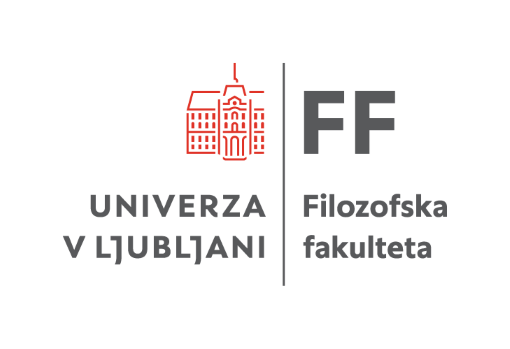 FF
UNIVERZA
V LJUBLJANI
Filozofska
fakulteta